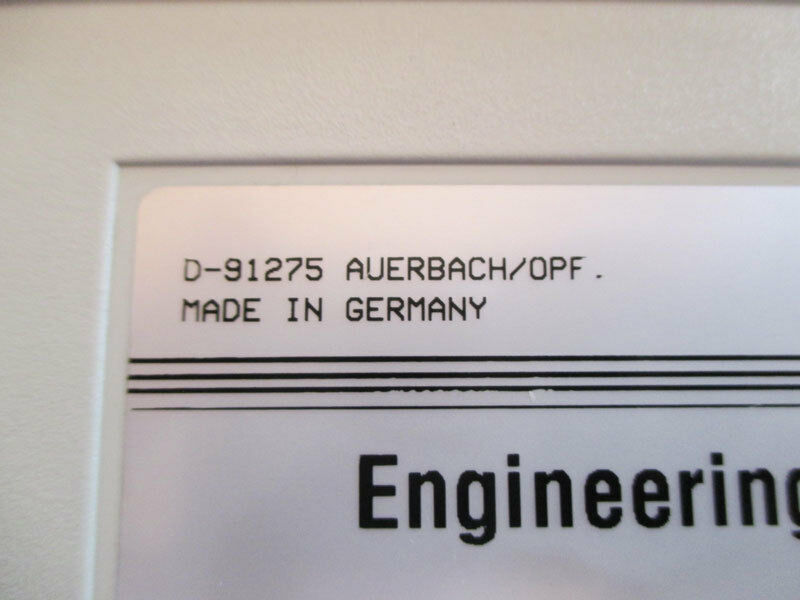 D-91275 AUERBACH/OPF.
MADE IN GERMANY
Engineering